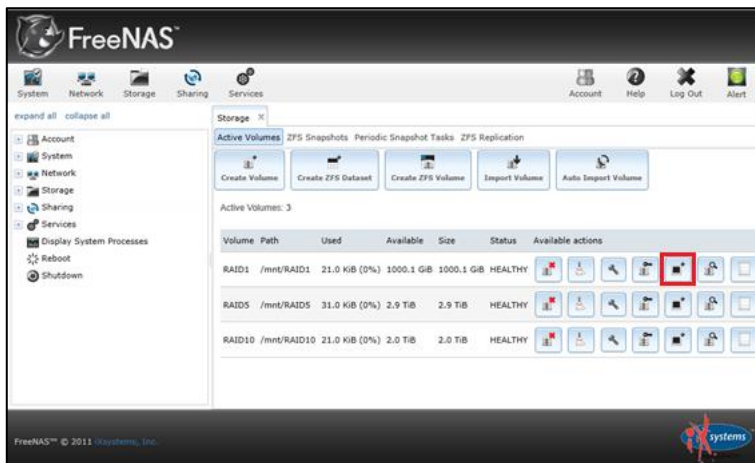 FreeNAS™
System Network Storage Sharing Services Account Help Log Out Alert
expand all collapse all
Account
System
Network
Storage
Sharing
Services
Display System Processes
Reboot
Shutdown
Storage
Active Volumes ZFS Snapshots Periodic Snapshot Tasks ZFS Replication
Create Volume Create ZFS Dataset Create ZFS Volume Import Volume Auto Import Volume
Active Volumes: 3
Volume Path Used Available Size Status Available actions
RAID1 /mnt/RAID1 21.0 KiB (0%) 1000.1 GiB 1000.1 GiB HEALTHY
RAID5 /mnt/RAID5 31.0 KiB (0%) 2.9 TiB 2.9 TiB HEALTHY
RAID10 /mnt/RAID10 21.0 KiB (0%) 2.0 TiB 2.0 TiB HEALTHY
FreeNAS™ © 2011 iXsystems, Inc.
iXsystems